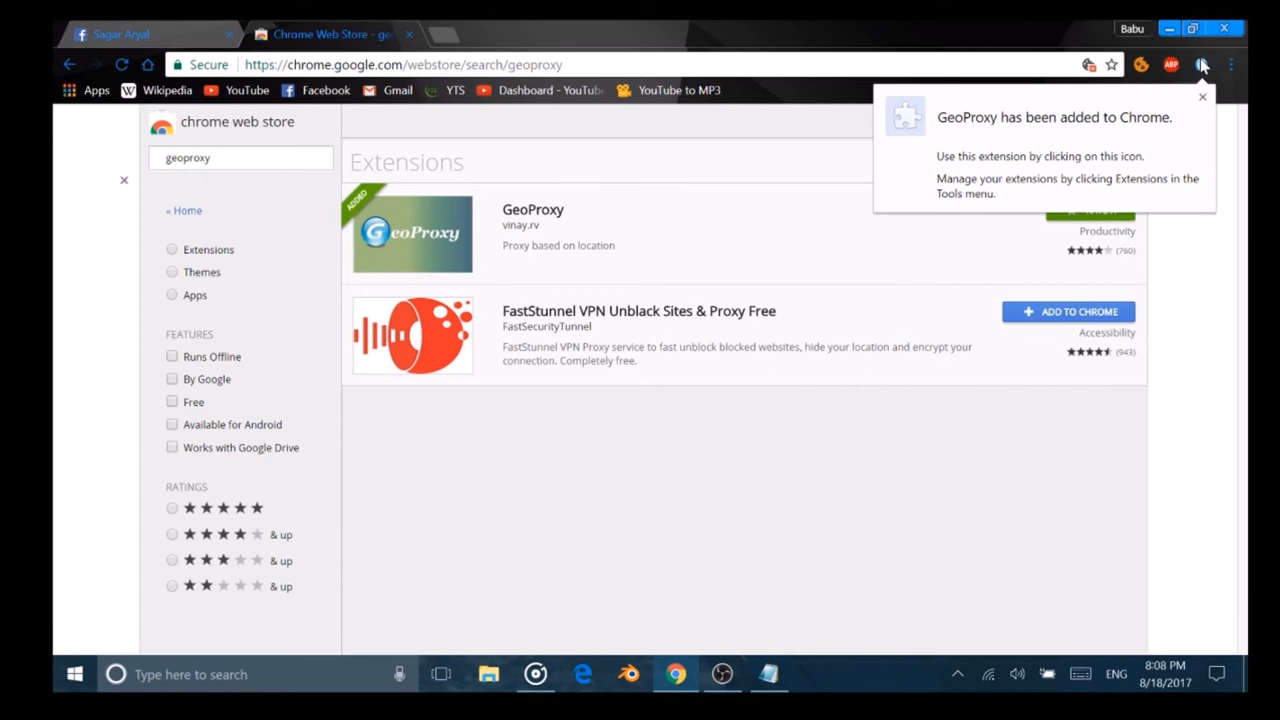 Sagar Aryal
Chrome Web Store - geo
Babu
Secure
https://chrome.google.com/webstore/search/geoproxy
ABP
Apps
Wikipedia
YouTube
Facebook
Gmail
YTS
Dashboard - YouTub
YouTube to MP3
chrome web store
geoproxy
« Home
Extensions
Themes
Apps
FEATURES
Runs Offline
By Google
Free
Available for Android
Works with Google Drive
RATINGS
& up
& up
& up
Extensions
ADDED
GeoProxy
GeoProxy
vinay.rv
Proxy based on location
Productivity
(760)
FastStunnel VPN Unblack Sites & Proxy Free
FastSecurityTunnel
FastStunnel VPN Proxy service to fast unblock blocked websites, hide your location and encrypt your
connection. Completely free.
ADD TO CHROME
Accessibility
(943)
GeoProxy has been added to Chrome.
Use this extension by clicking on this icon.
Manage your extensions by clicking Extensions in the
Tools menu.
Type here to search
ENG
8:08 PM
8/18/2017